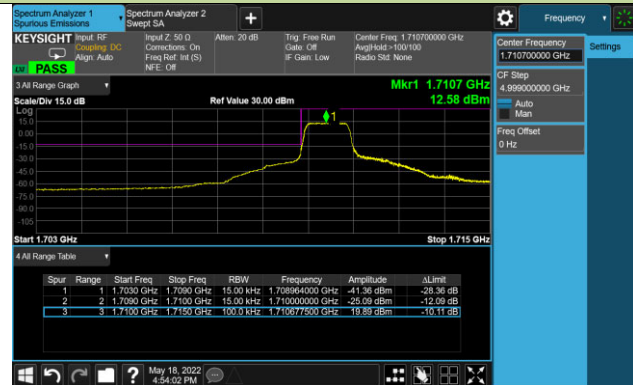 Spectrum Analyzer 1
Spurious Emissions
Spectrum Analyzer 2
Swept SA
+
Frequency
KEYSIGHT
Input: RF
Coupling: DC
Align: Auto
Input Z: 50 Ω
Corrections: On
Freq Ref: Int (S)
NFE: Off
Atten: 20 dB
Trig: Free Run
Gate: Off
IF Gain: Low
Center Freq: 1.710700000 GHz
Avg|Hold:>100/100
Radio Std: None
PASS
3 All Range Graph
Scale/Div 15.0 dB
Ref Value 30.00 dBm
Mkr1 1.7107 GHz
12.58 dBm
Log
15.0
0.00
-15.0
-30.0
-45.0
-60.0
-75.0
-90.0
-105
1
Start 1.703 GHz
Stop 1.715 GHz
4 All Range Table
Spur Range Start Freq Stop Freq RBW Frequency Amplitude ΔLimit
1 1 1.7030 GHz 1.7090 GHz 15.00 kHz 1.708964000 GHz -41.36 dBm -28.36 dB
2 2 1.7090 GHz 1.7100 GHz 15.00 kHz 1.710000000 GHz -25.09 dBm -12.09 dB
3 3 1.7100 GHz 1.7150 GHz 100.0 kHz 1.710677500 GHz 19.89 dBm -10.11 dB
?
May 18, 2022
4:54:02 PM
Center Frequency
1.710700000 GHz
Settings
CF Step
4.999000000 GHz
Auto
Man
Freq Offset
0 Hz